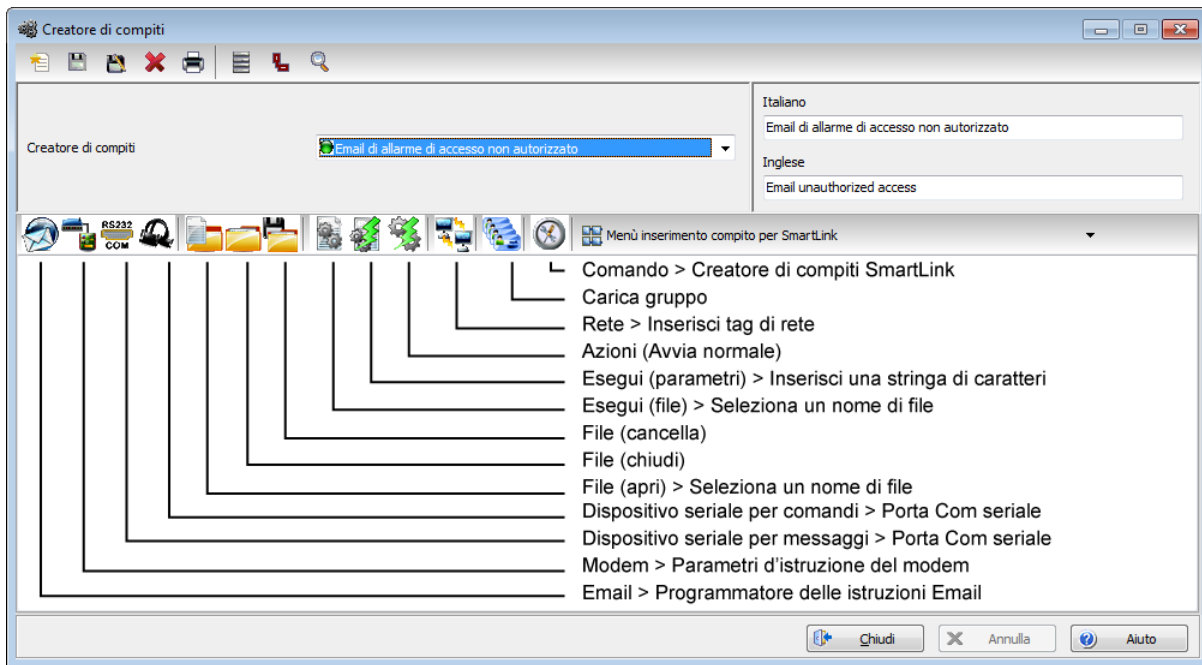 Creatore di compiti
Italiano
Email di allarme di accesso non autorizzato
Creatore di compiti
Email di allarme di accesso non autorizzato
Inglese
Email unauthorized access
RS232
COM
Menù inserimento compito per SmartLink
Comando > Creatore di compiti SmartLink
Carica gruppo
Rete > Inserisci tag di rete
Azioni (Avvia normale)
Esegui (parametri) > Inserisci una stringa di caratteri
Esegui (file) > Seleziona un nome di file
File (cancella)
File (chiudi)
File (apri) > Seleziona un nome di file
Dispositivo seriale per comandi > Porta Com seriale
Dispositivo seriale per messaggi > Porta Com seriale
Modem > Parametri d'istruzione del modem
Email > Programmatore delle istruzioni Email
Chiudi
Annulla
Aiuto